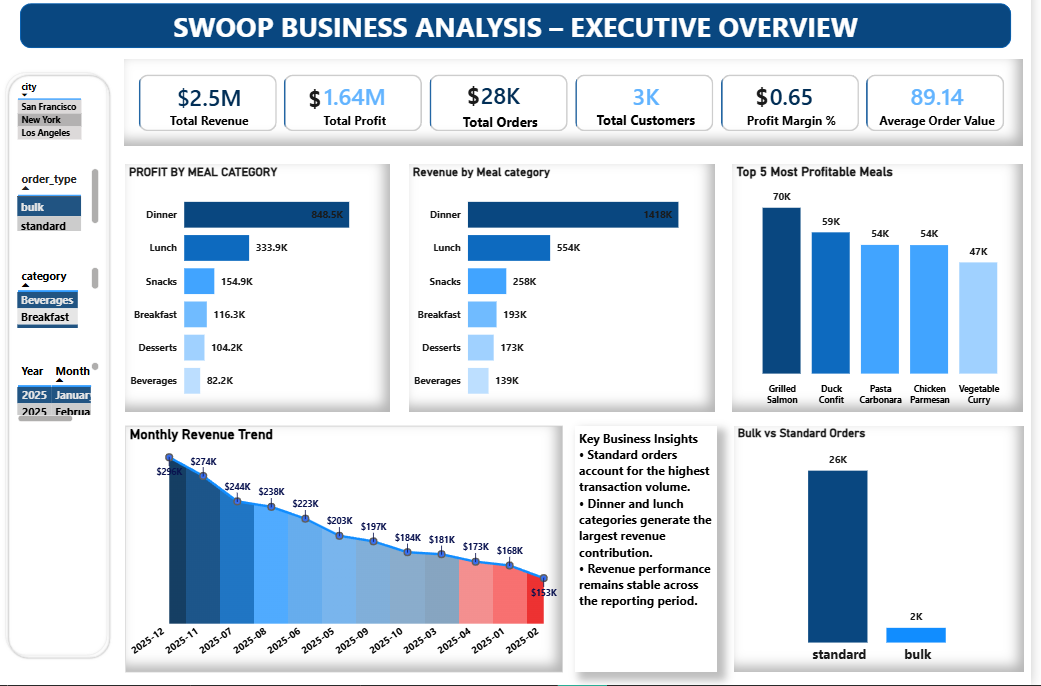 SWOOP BUSINESS ANALYSIS – EXECUTIVE OVERVIEW
city
San Francisco
New York
Los Angeles
order_type
bulk
standard
category
Beverages
Breakfast
Year Month
2025 Januar
2025 Februa
$2.5M
Total Revenue
$1.64M
Total Profit
$28K
Total Orders
3K
Total Customers
$0.65
Profit Margin %
89.14
Average Order Value
PROFIT BY MEAL CATEGORY
Dinner 848.5K
Lunch 333.9K
Snacks 154.9K
Breakfast 116.3K
Desserts 104.2K
Beverages 82.2K
Revenue by Meal category
Dinner 1418K
Lunch 554K
Snacks 258K
Breakfast 193K
Desserts 173K
Beverages 139K
Top 5 Most Profitable Meals
70K
59K
54K
54K
47K
Grilled
Salmon
Duck
Confit
Pasta
Carbonara
Chicken
Parmesan
Vegetable
Curry
Monthly Revenue Trend
$274K
$244K
$238K
$223K
$203K
$197K
$184K
$181K
$173K
$168K
$153K
2025-12
2025-11
2025-07
2025-08
2025-06
2025-05
2025-09
2025-10
2025-03
2025-04
2025-01
2025-02
Key Business Insights
• Standard orders
account for the highest
transaction volume.
• Dinner and lunch
categories generate the
largest revenue
contribution.
• Revenue performance
remains stable across
the reporting period.
Bulk vs Standard Orders
26K
2K
standard
bulk